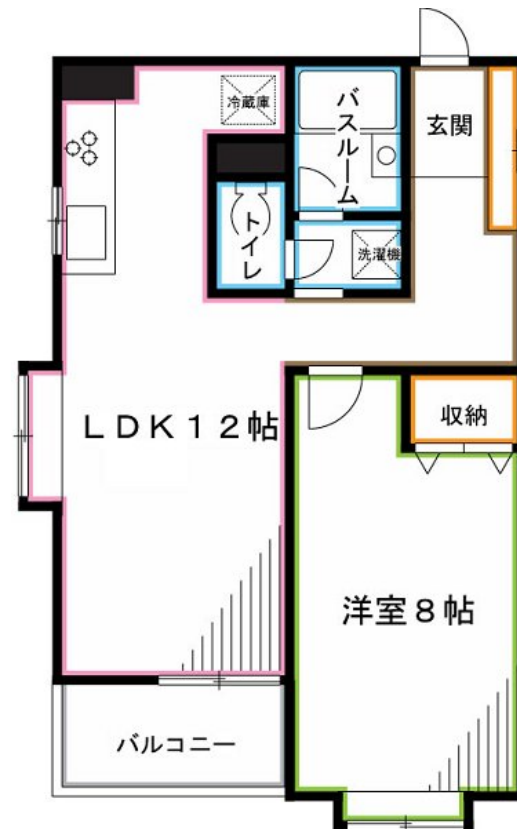 冷蔵庫
バスルーム
玄関
トイレ
洗濯機
LDK12帖
収納
洋室8帖
バルコニー